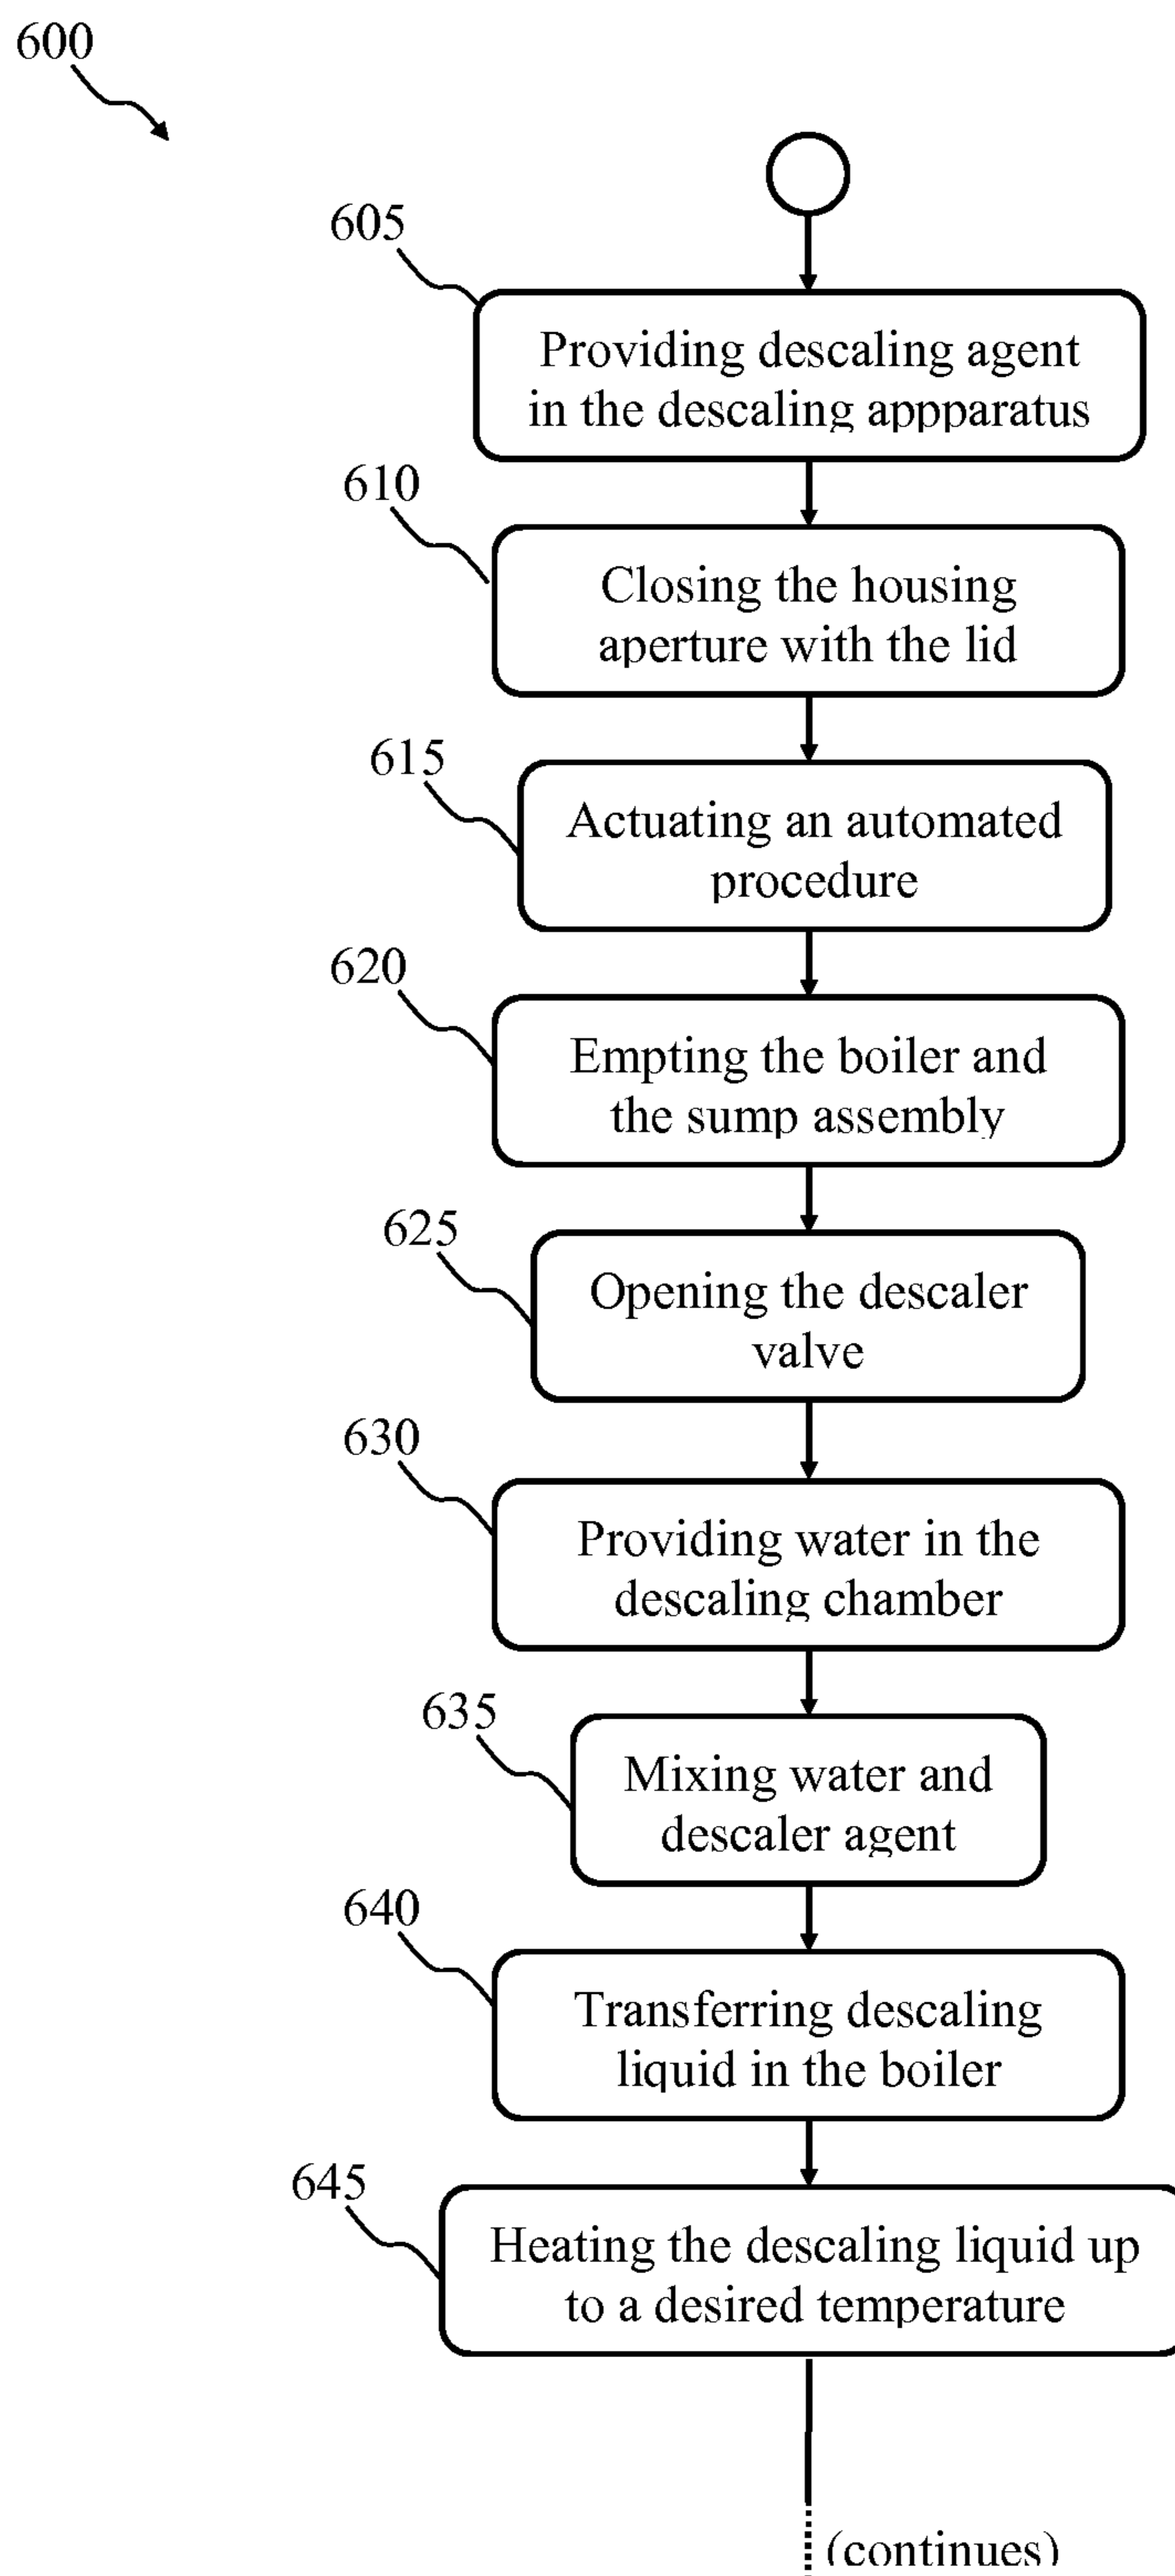 600
605
Providing descaling agent
in the descaling appparatus
610
Closing the housing
aperture with the lid
615
Actuating an automated
procedure
620
Empting the boiler and
the sump assembly
625
Opening the descaler
valve
630
Providing water in the
descaling chamber
635
Mixing water and
descaler agent
640
Transferring descaling
liquid in the boiler
645
Heating the descaling liquid up
to a desired temperature
(continues)